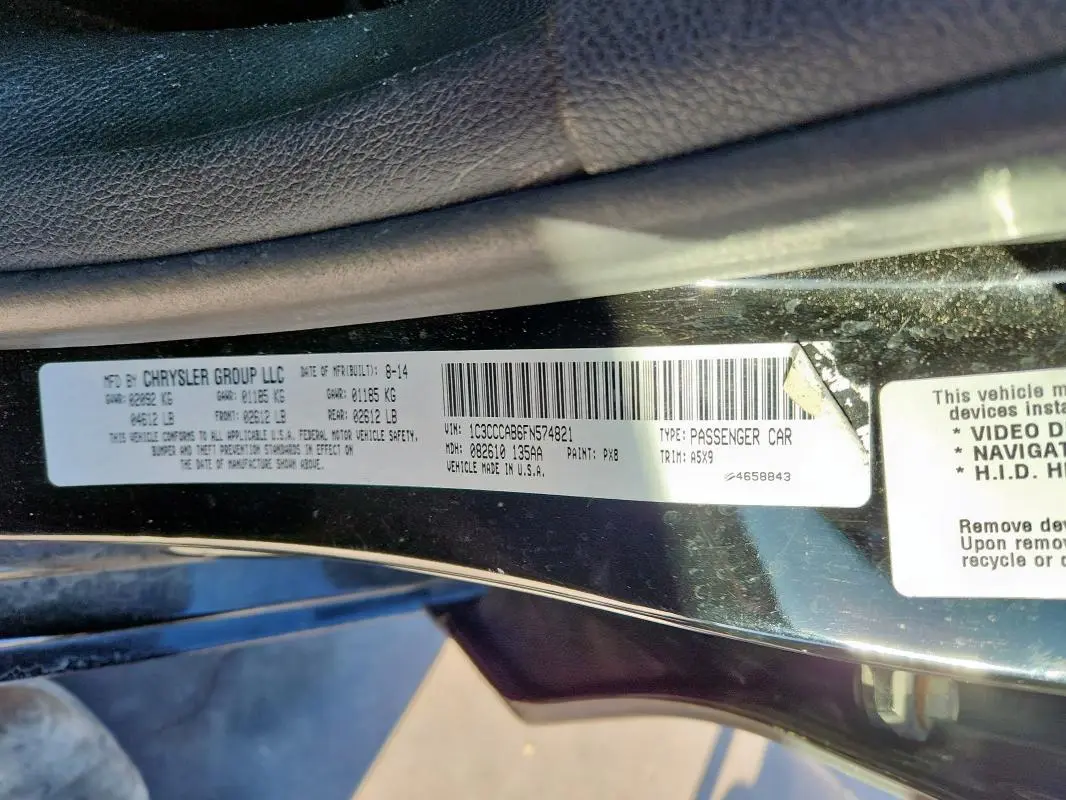 MFD BY CHRYSLER GROUP LLC DATE OF MFR(BUILT): 8-14
GAWR: 02092 KG GAWR: 01185 KG GAWR: 01185 KG
04612 LB FRONT: 02612 LB REAR: 02612 LB
THIS VEHICLE CONFORMS TO ALL APPLICABLE U.S.A. FEDERAL MOTOR VEHICLE SAFETY,
BUMPER AND THEFT PREVENTION STANDARDS IN EFFECT ON
THE DATE OF MANUFACTURE SHOWN ABOVE.
VIN: 1C3CCCAB6FN574821 TYPE: PASSENGER CAR
MDH: 082610 135AA PAINT: PX8 TRIM: A5X9
VEHICLE MADE IN U.S.A. 4658843
This vehicle m
devices insta
* VIDEO D
* NAVIGAT
* H.I.D. H
Remove dev
Upon remov
recycle or